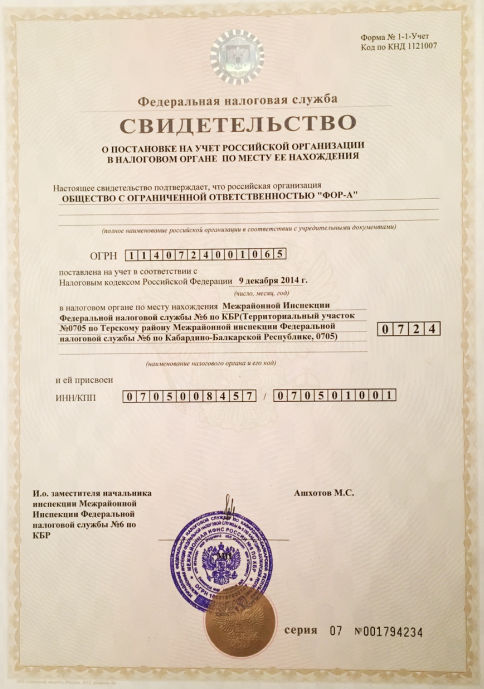 Форма № 1-1-Учет
Код по КНД 1121007
Федеральная налоговая служба
СВИДЕТЕЛЬСТВО
О ПОСТАНОВКЕ НА УЧЕТ РОССИЙСКОЙ ОРГАНИЗАЦИИ
В НАЛОГОВОМ ОРГАНЕ ПО МЕСТУ ЕЕ НАХОЖДЕНИЯ
Настоящее свидетельство подтверждает, что российская организация
ОБЩЕСТВО С ОГРАНИЧЕННОЙ ОТВЕТСТВЕННОСТЬЮ "ФОР-А"
(полное наименование российской организации в соответствии с учредительными документами)
ОГРН 1140724001065
поставлена на учет в соответствии с
Налоговым кодексом Российской Федерации 9 декабря 2014 г.
(число, месяц, год)
в налоговом органе по месту нахождения Межрайонной Инспекции
Федеральной налоговой службы №6 по КБР(Территориальный участок
№0705 по Терскому району Межрайонной инспекции Федеральной
налоговой службы №6 по Кабардино-Балкарской Республике, 0705)
0724
(наименование налогового органа и его код)
и ей присвоен
ИНН/КПП 0705008457 / 070501001
И.о. заместителя начальника
инспекции Межрайонной
Инспекции Федеральной
налоговой службы №6 по
КБР
Ашхотов М.С.
МП
серия 07 №001794234